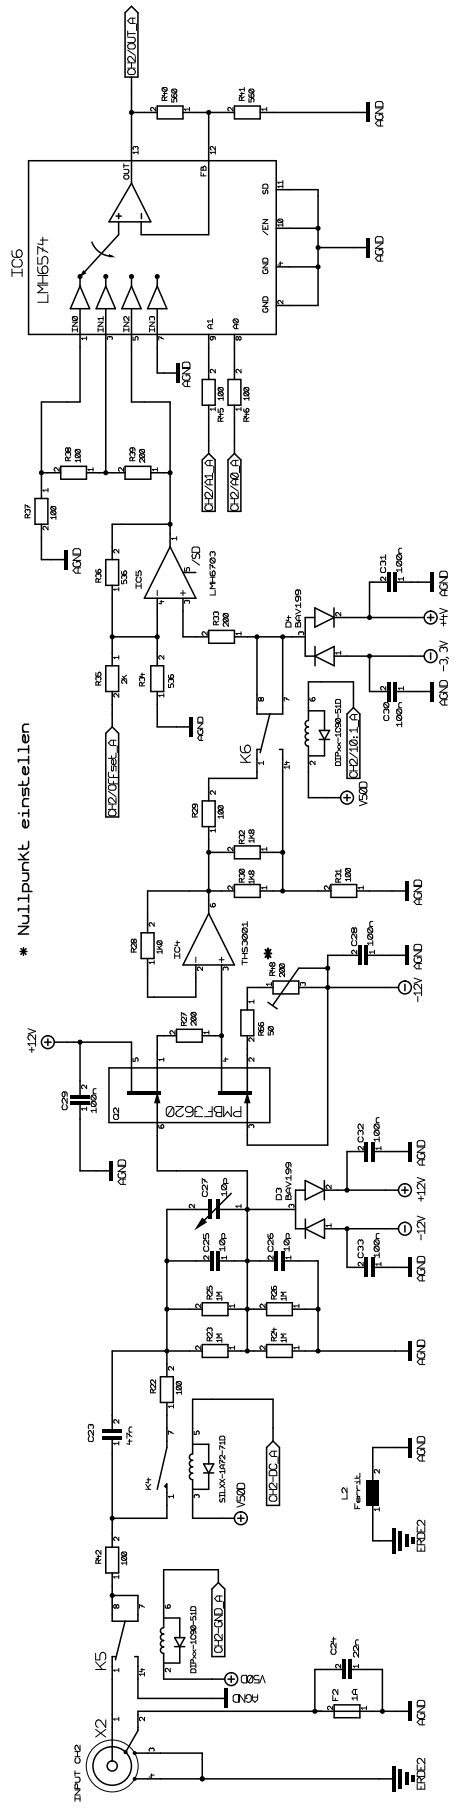 CH2/OUT_A
R40
560
R41
560
AGND
OUT
13
FB
12
IC6
LMH6574
SD
11
/EN
10
GND
4
GND
2
AGND
IN0
1
IN1
3
IN2
5
IN3
7
AGND
A1
9
A0
8
R45
100
R46
100
CH2/A1_A
CH2/A0_A
R38
100
R39
200
R37
100
AGND
R36
536
IC5
/SD
LMH6703
R35
2K
R34
536
R33
200
AGND
CH2/Offset_A
D4
BAV199
C31
100n
AGND
+4V
-3,3V
C30
100n
AGND
* Nullpunkt einstellen
K6
DIPxx-1C90-51D
CH2/10:1_A
V50D
R29
100
R32
1K8
R30
1K8
R31
100
AGND
R28
1K0
IC4
THS3001
R27
200
R48
200
*
R66
50
C28
100n
AGND
-12V
+12V
C29
100n
AGND
Q2
PMBF3620
C27
10p
C25
10p
C26
10p
D3
BAV199
C32
100n
AGND
+12V
-12V
C33
100n
AGND
R25
1M
R26
1M
R23
1M
R24
1M
AGND
C23
47n
R22
100
K4
SILXX-1A72-71D
V50D
CH2-DC_A
L2
Ferrit
AGND
ERDE2
R42
100
K5
DIPxx-1C90-51D
CH2-GND_A
V50D
AGND
X2
INPUT CH2
C24
22n
F2
1A
AGND
ERDE2